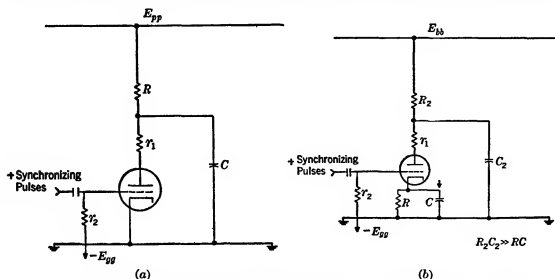 E_pp
R
r_1
C
+ Synchronizing
Pulses
r_2
-E_gg
(a)
E_bb
R_2
r_1
C_2
+ Synchronizing
Pulses
r_2
R
C
-E_gg
R_2C_2 ≫ RC
(b)